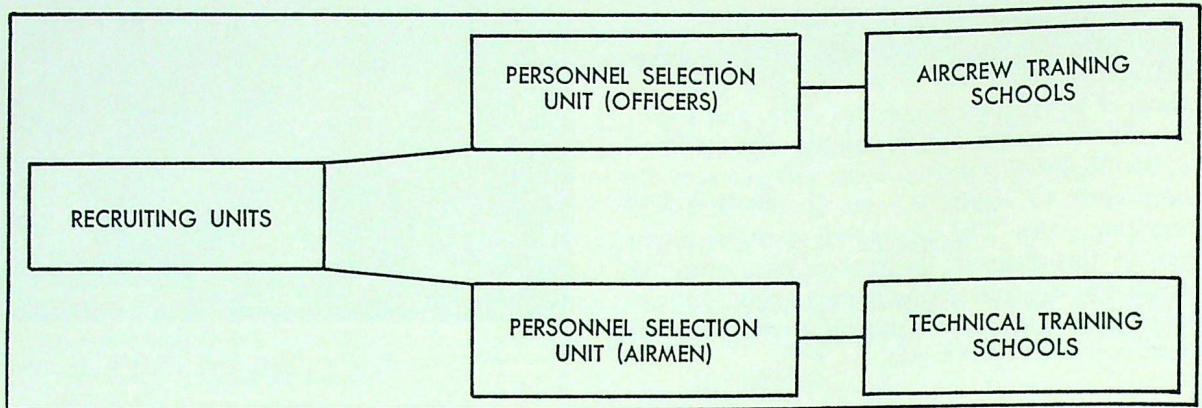 PERSONNEL SELECTION
UNIT (OFFICERS)
AIRCREW TRAINING
SCHOOLS
RECRUITING UNITS
PERSONNEL SELECTION
UNIT (AIRMEN)
TECHNICAL TRAINING
SCHOOLS